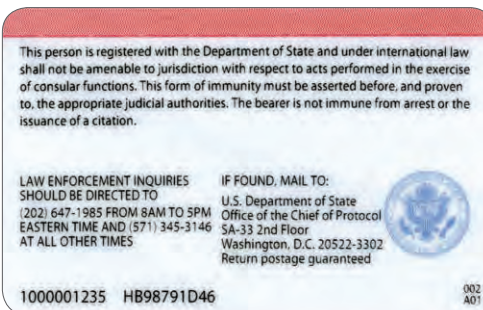 This person is registered with the Department of State and under international law
shall not be amenable to jurisdiction with respect to acts performed in the exercise
of consular functions. This form of immunity must be asserted before, and proven
to, the appropriate judicial authorities. The bearer is not immune from arrest or the
issuance of a citation.
LAW ENFORCEMENT INQUIRIES
SHOULD BE DIRECTED TO
(202) 647-1985 FROM 8AM TO 5PM
EASTERN TIME AND (571) 345-3146
AT ALL OTHER TIMES
IF FOUND, MAIL TO:
U.S. Department of State
Office of the Chief of Protocol
SA-33 2nd Floor
Washington, D.C. 20522-3302
Return postage guaranteed
1000001235 HB98791D46
002
A01